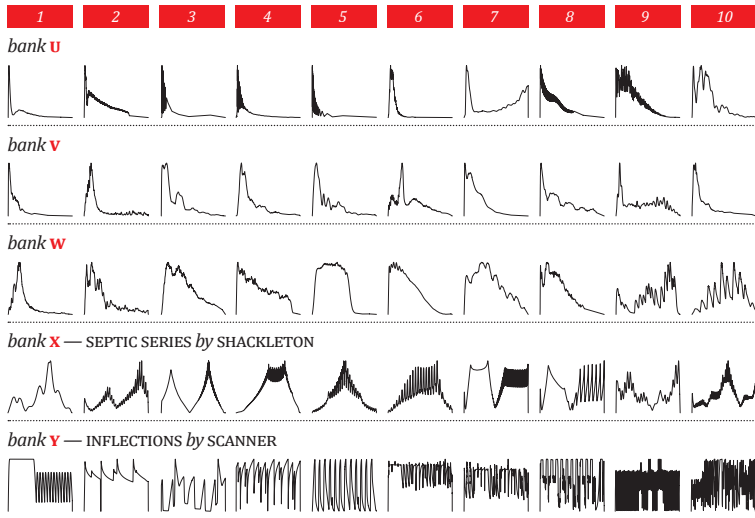 1 2 3 4 5 6 7 8 9 10
bank U
bank V
bank W
bank X — SEPTIC SERIES by SHACKLETON
bank Y — INFLECTIONS by SCANNER